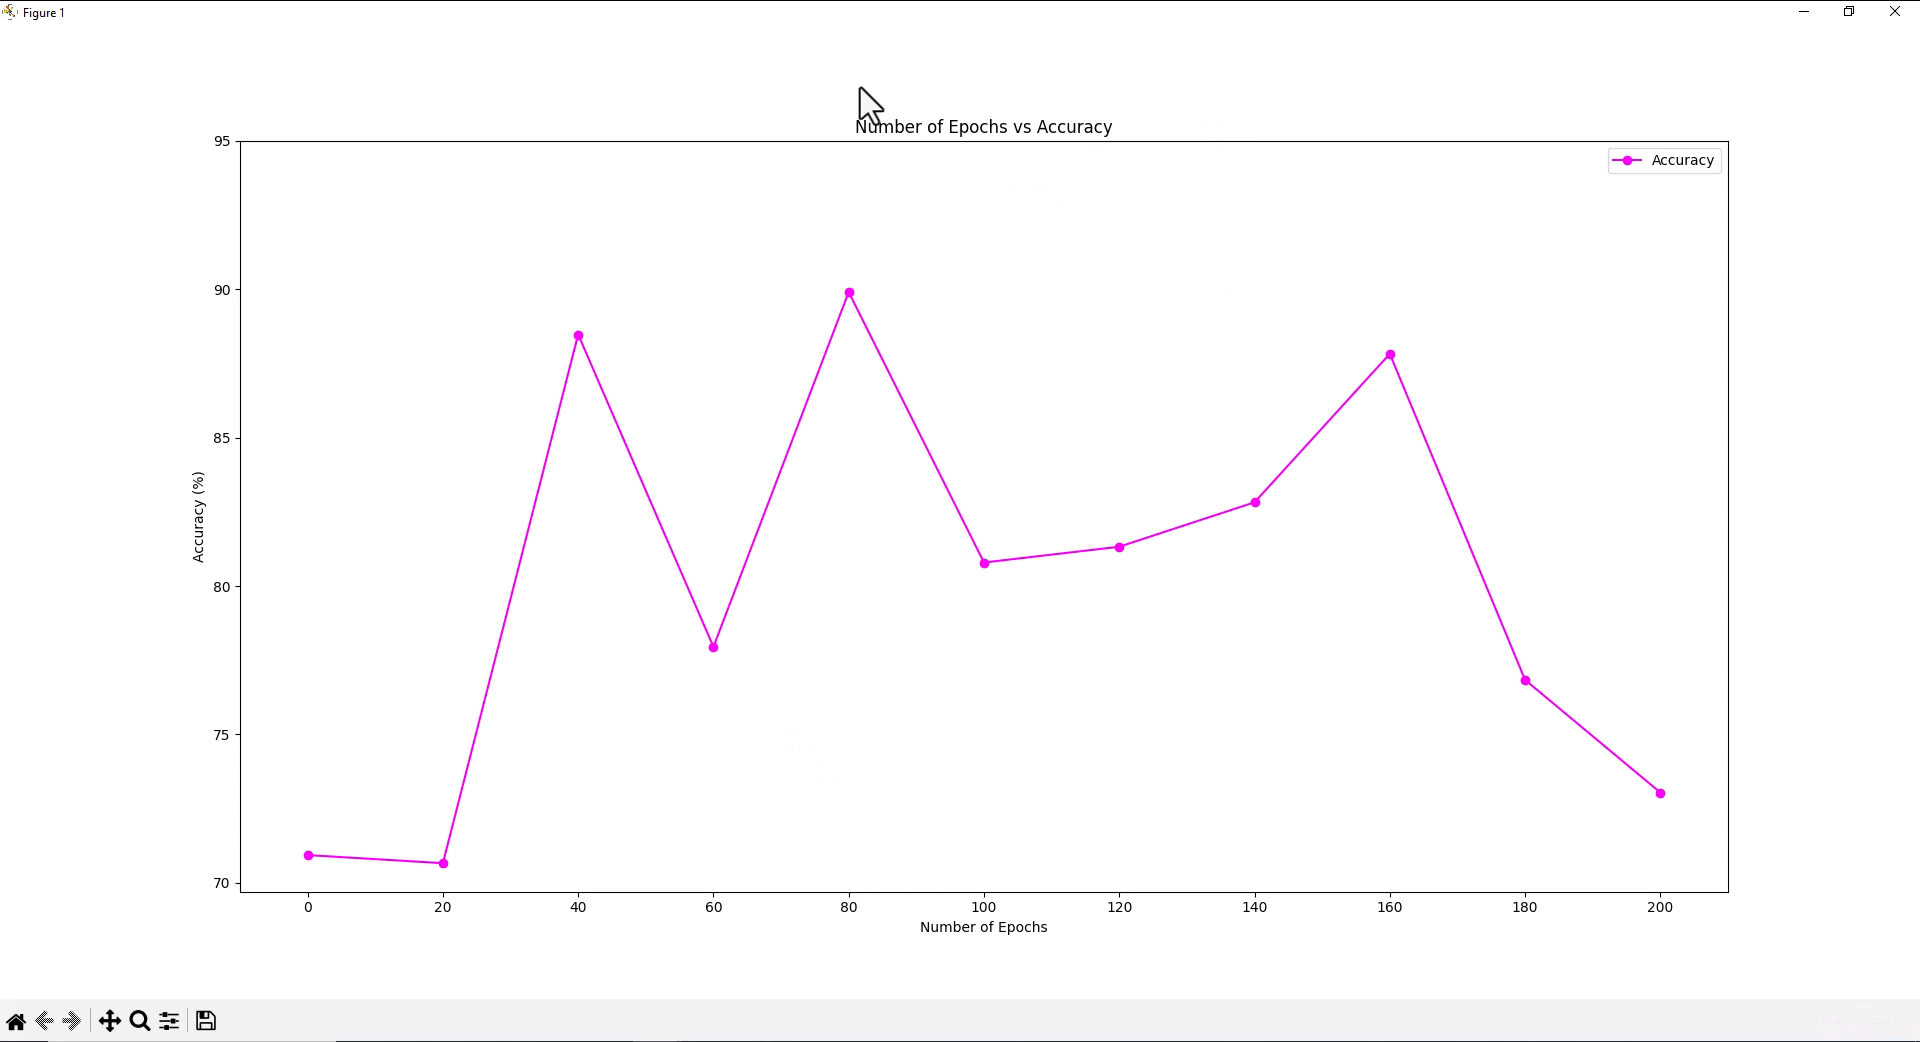 Figure 1
Number of Epochs vs Accuracy
95
Accuracy
90
85
Accuracy (%)
80
75
70
0 20 40 60 80 100 120 140 160 180 200
Number of Epochs